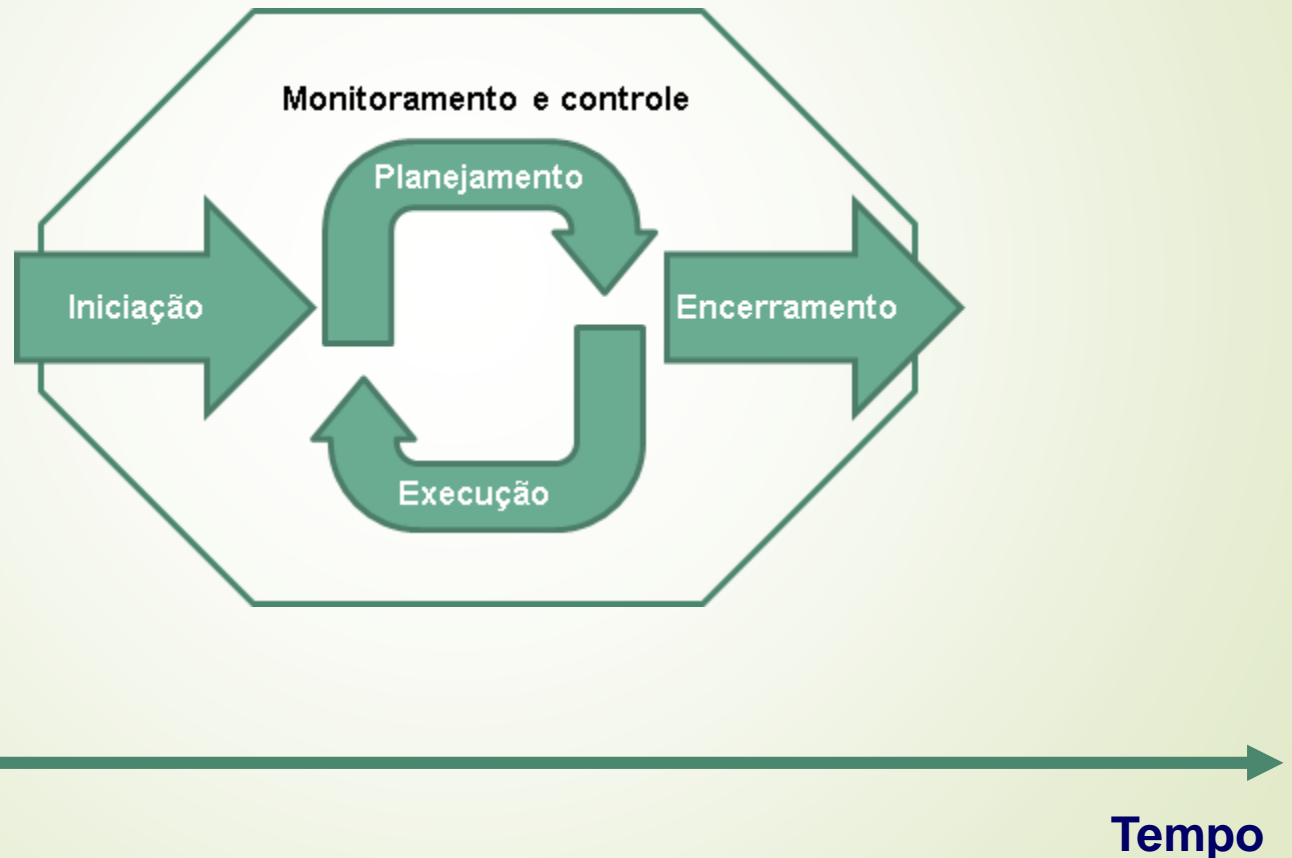 Monitoramento e controle
Planejamento
Iniciação
Encerramento
Execução
Tempo